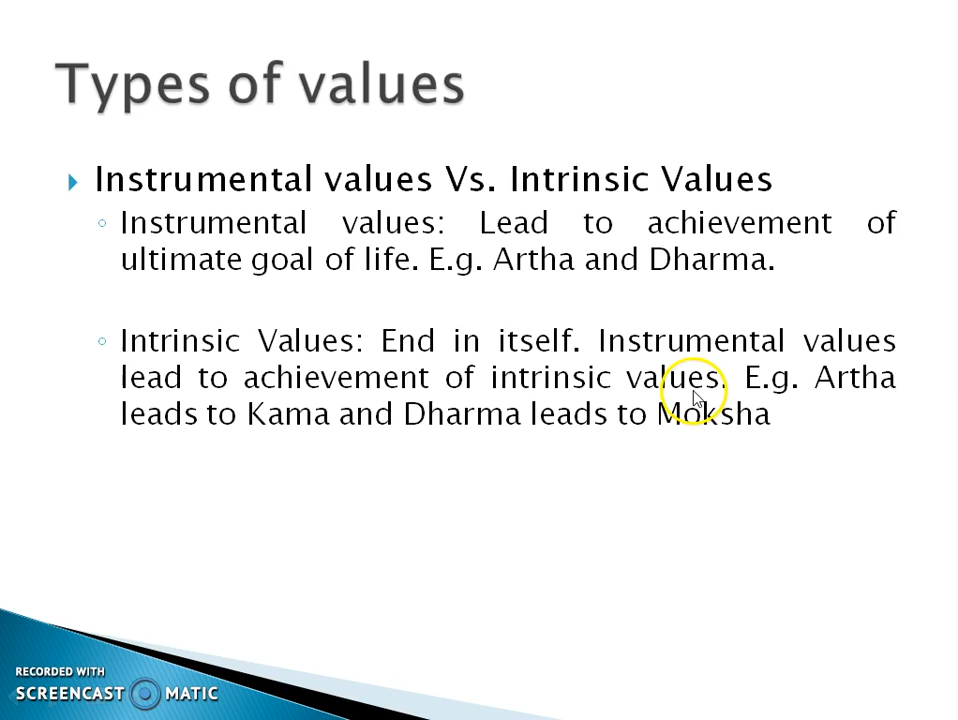 Types of values
Instrumental values Vs. Intrinsic Values
Instrumental values: Lead to achievement of
ultimate goal of life. E.g. Artha and Dharma.
Intrinsic Values: End in itself. Instrumental values
lead to achievement of intrinsic values. E.g. Artha
leads to Kama and Dharma leads to Moksha
RECORDED WITH
SCREENCAST MATIC